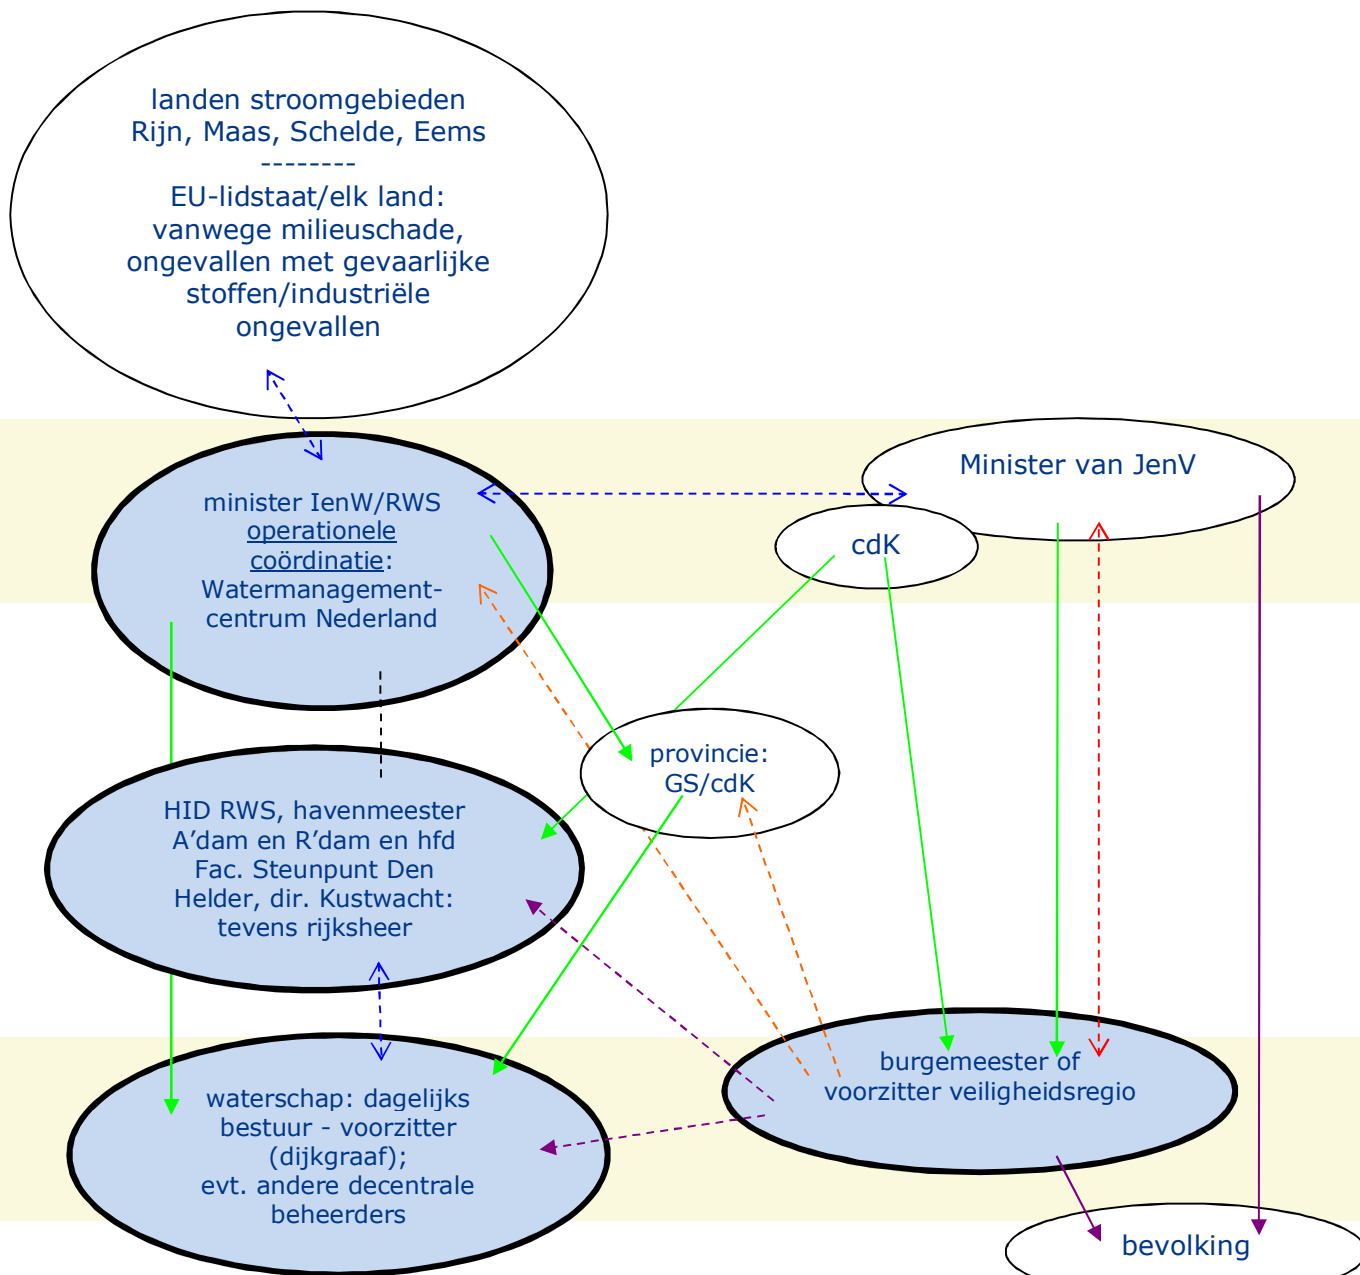 landen stroomgebieden
Rijn, Maas, Schelde, Eems
--------
EU-lidstaat/elk land:
vanwege milieuschade,
ongevallen met gevaarlijke
stoffen/industriële
ongevallen
Minister van JenV
minister IenW/RWS
operationele
coördinatie:
Watermanagement-
centrum Nederland
cdK
provincie:
GS/cdK
HID RWS, havenmeester
A’dam en R’dam en hfd
Fac. Steunpunt Den
Helder, dir. Kustwacht:
tevens rijksheer
burgemeester of
voorzitter veiligheidsregio
waterschap: dagelijks
bestuur - voorzitter
(dijkgraaf);
evt. andere decentrale
beheerders
bevolking